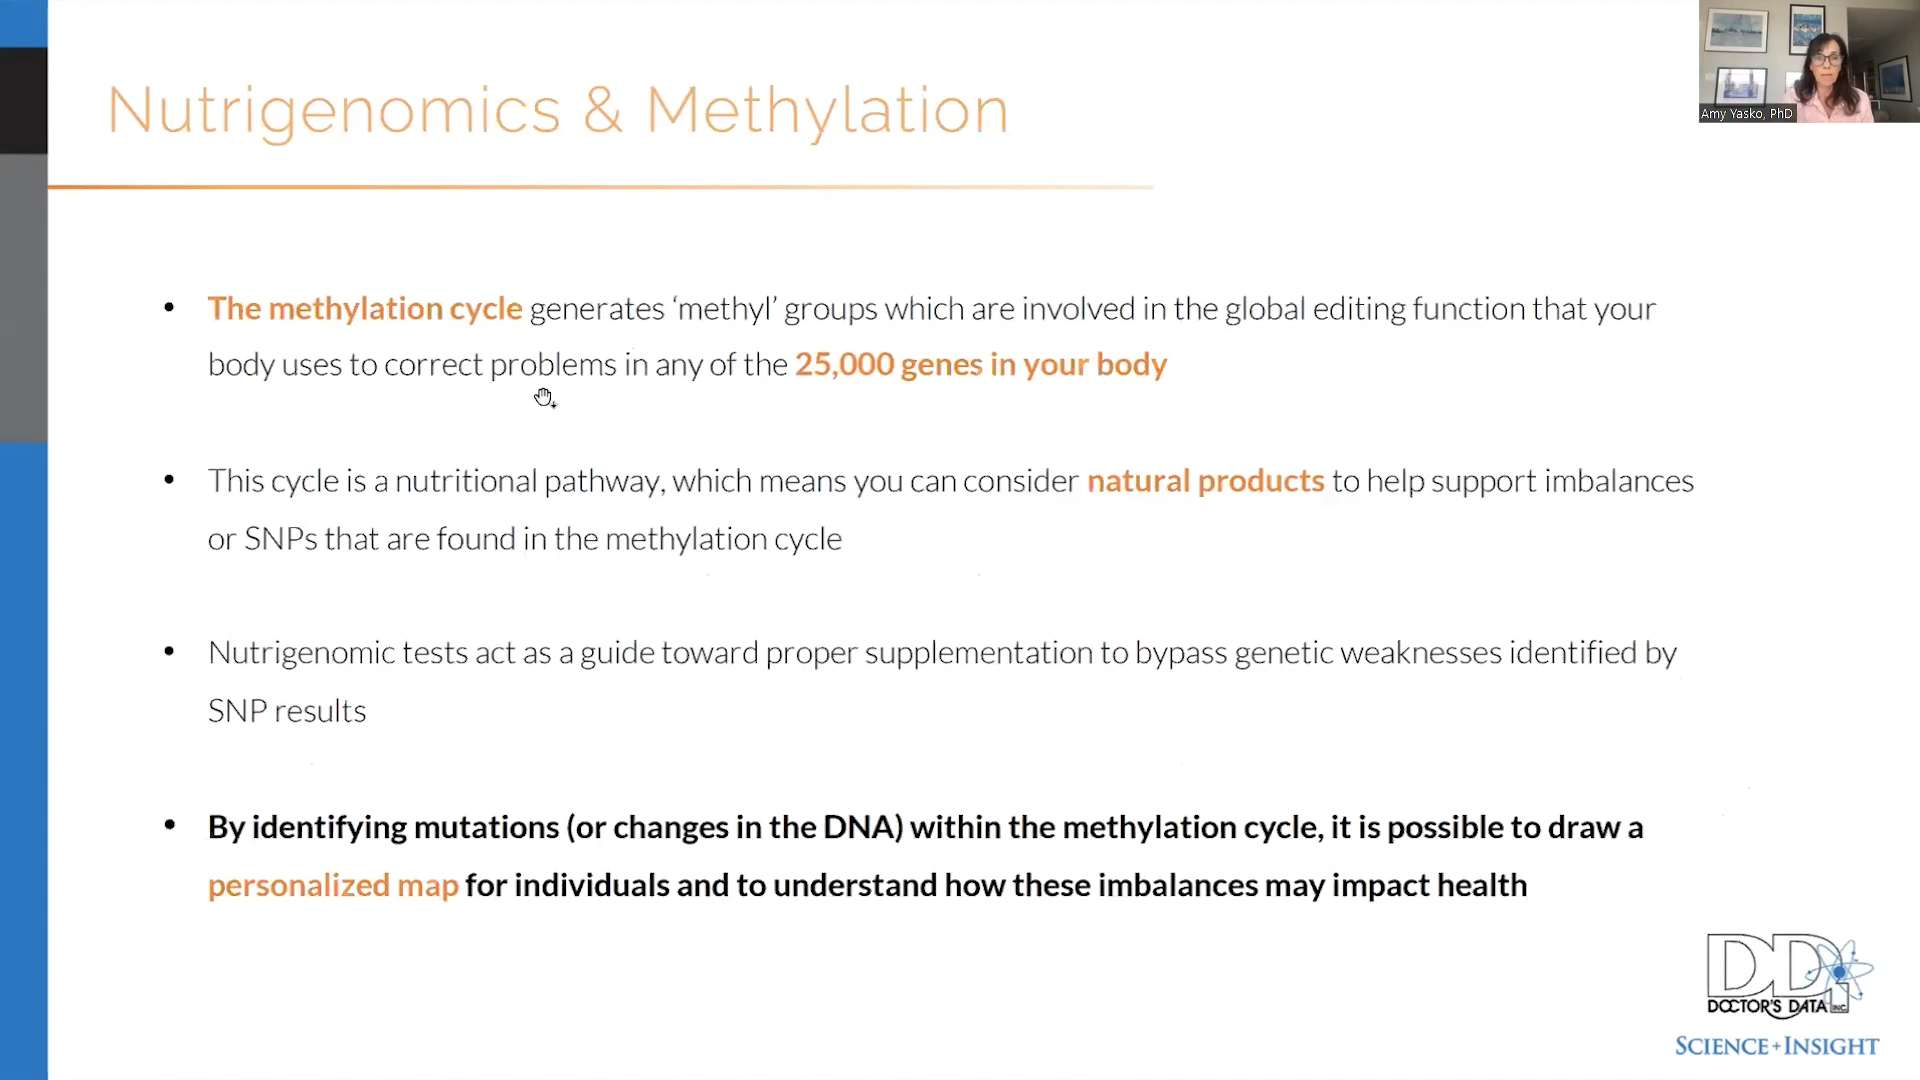 Amy Yasko, PhD
Nutrigenomics & Methylation
• The methylation cycle generates ‘methyl’ groups which are involved in the global editing function that your
body uses to correct problems in any of the 25,000 genes in your body
• This cycle is a nutritional pathway, which means you can consider natural products to help support imbalances
or SNPs that are found in the methylation cycle
• Nutrigenomic tests act as a guide toward proper supplementation to bypass genetic weaknesses identified by
SNP results
• By identifying mutations (or changes in the DNA) within the methylation cycle, it is possible to draw a
personalized map for individuals and to understand how these imbalances may impact health
DDI
DOCTOR'S DATA INC.
SCIENCE + INSIGHT